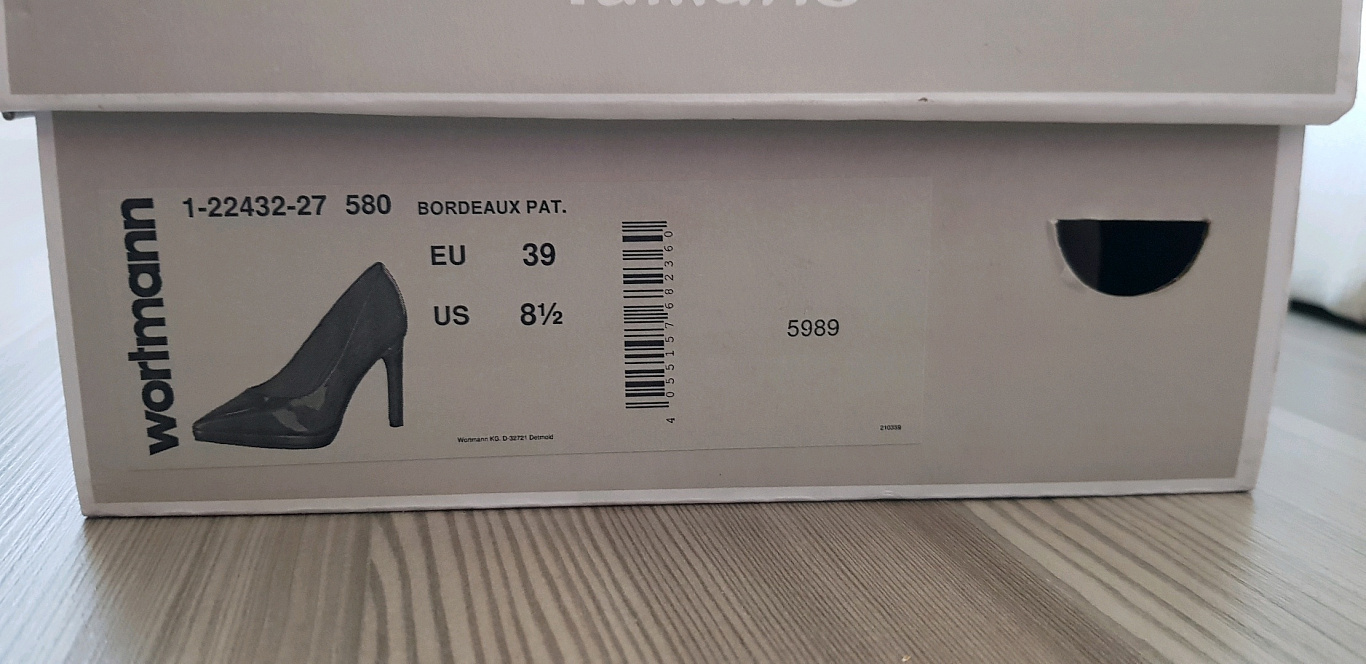 wortmann
1-22432-27 580 BORDEAUX PAT.
EU 39
US 8½
4 055157 682360
5989
Wortmann KG. D-32721 Detmold
210359